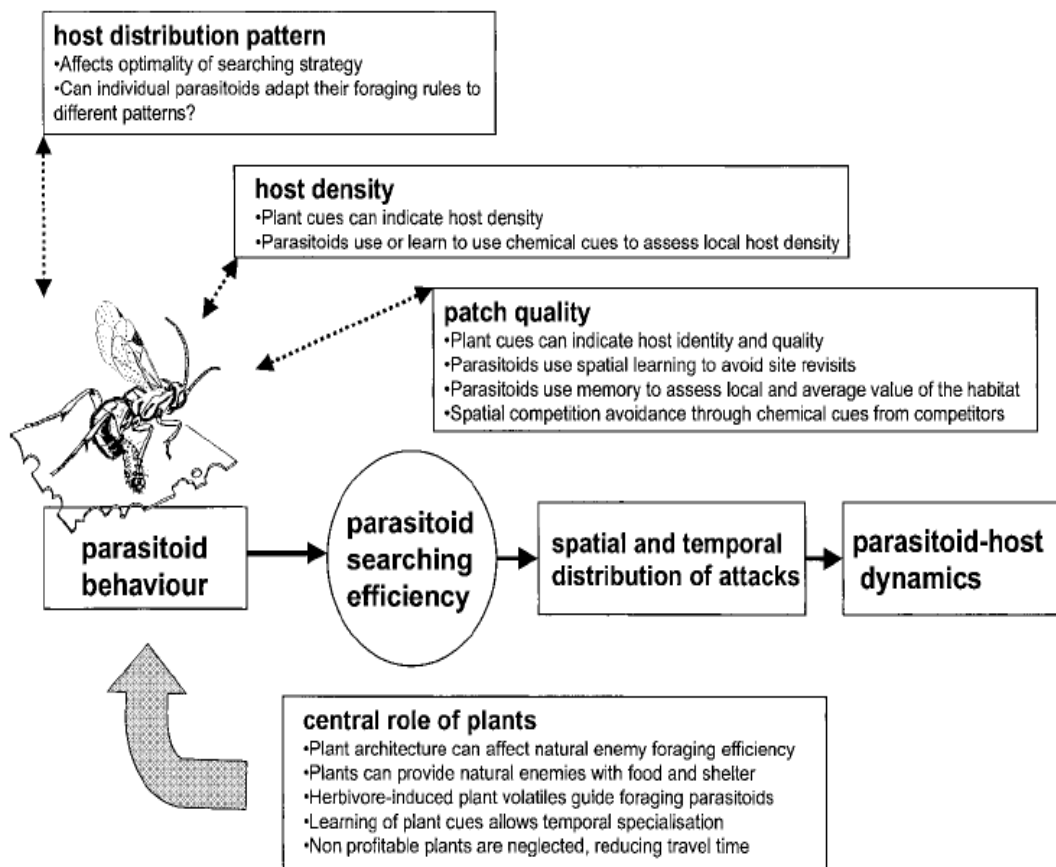 host distribution pattern
•Affects optimality of searching strategy
•Can individual parasitoids adapt their foraging rules to
different patterns?
host density
•Plant cues can indicate host density
•Parasitoids use or learn to use chemical cues to assess local host density
patch quality
•Plant cues can indicate host identity and quality
•Parasitoids use spatial learning to avoid site revisits
•Parasitoids use memory to assess local and average value of the habitat
•Spatial competition avoidance through chemical cues from competitors
parasitoid
behaviour
parasitoid
searching
efficiency
spatial and temporal
distribution of attacks
parasitoid-host
dynamics
central role of plants
•Plant architecture can affect natural enemy foraging efficiency
•Plants can provide natural enemies with food and shelter
•Herbivore-induced plant volatiles guide foraging parasitoids
•Learning of plant cues allows temporal specialisation
•Non profitable plants are neglected, reducing travel time